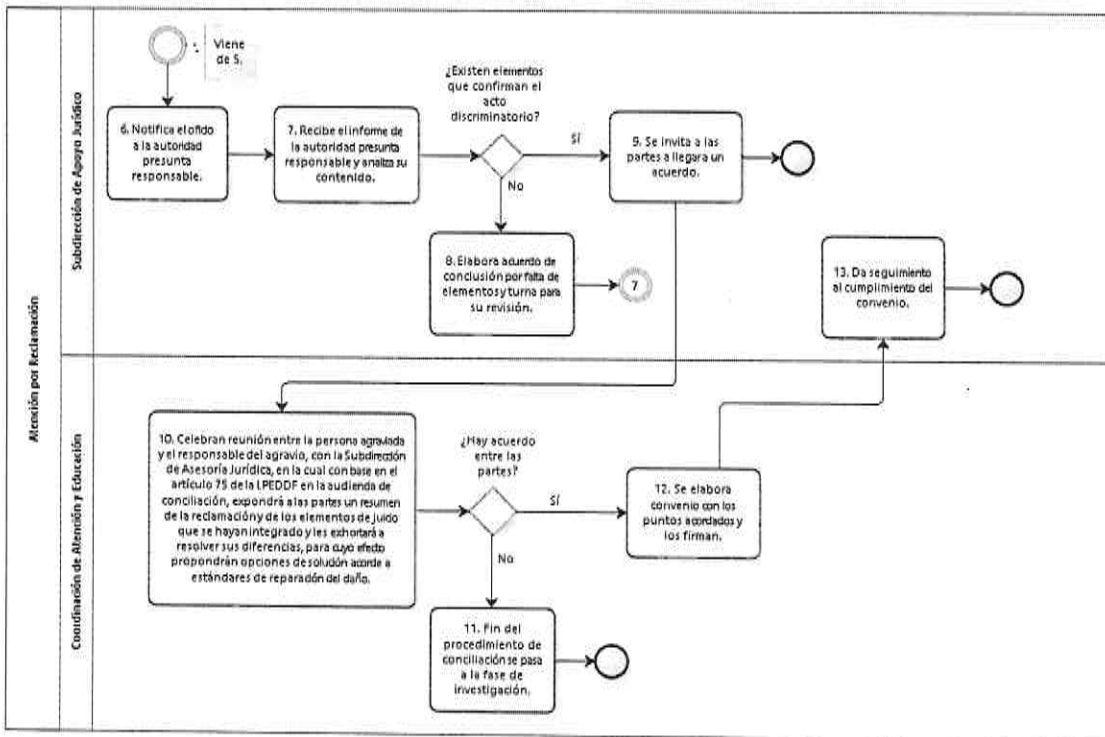 Atención por Reclamación
Subdirección de Apoyo Jurídico
Viene
de 5.
6. Notifica el oficio
a la autoridad
presunta
responsable.
7. Recibe el informe de
la autoridad presunta
responsable y analiza su
contenido.
¿Existen elementos
que confirman el
acto
discriminatorio?
Sí
No
9. Se invita a las
partes a llegar a un
acuerdo.
8. Elabora acuerdo de
conclusión por falta de
elementos y turna para
su revisión.
7
13. Da seguimiento
al cumplimiento del
convenio.
Coordinación de Atención y Educación
10. Celebran reunión entre la persona agraviada
y el responsable del agravio, con la Subdirección
de Asesoría Jurídica, en la cual con base en el
artículo 75 de la LPEDDF en la audiencia de
conciliación, expondrá a las partes un resumen
de la reclamación y de los elementos de juicio
que se hayan integrado y les exhortará a
resolver sus diferencias, para cuyo efecto
propondrán opciones de solución acorde a
estándares de reparación del daño.
¿Hay acuerdo
entre las
partes?
Sí
No
12. Se elabora
convenio con los
puntos acordados y
los firman.
11. Fin del
procedimiento de
conciliación se pasa
a la fase de
investigación.